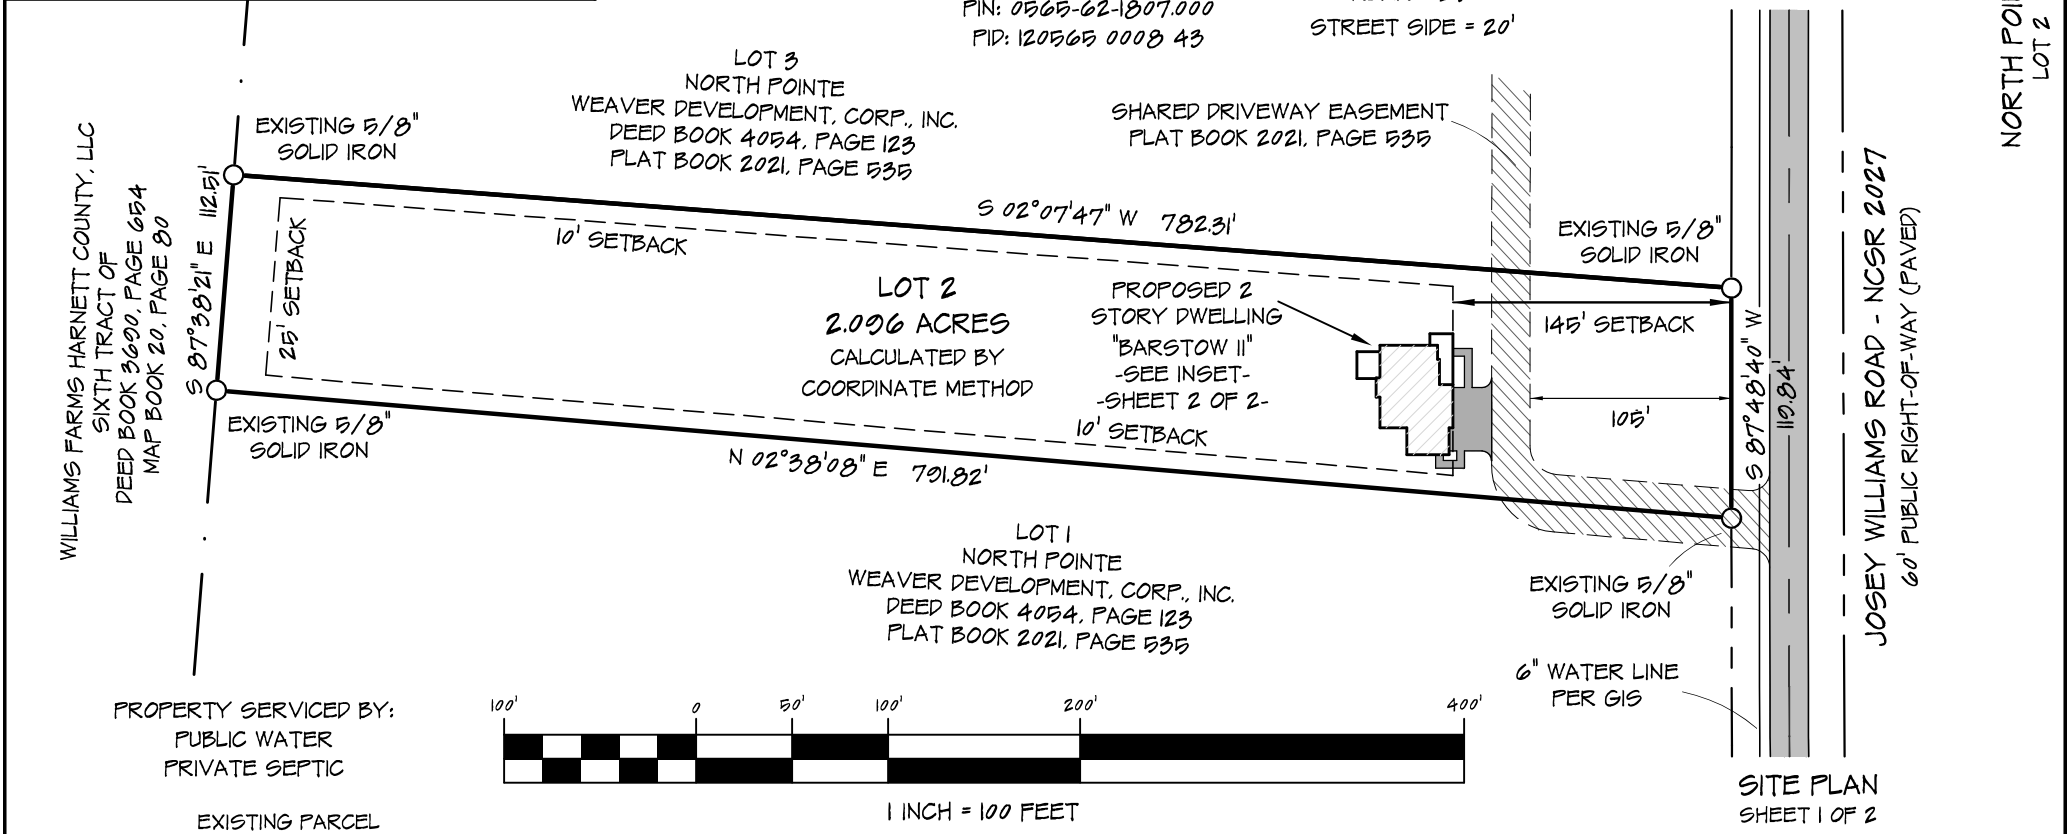 PIN: 0565-62-1807.000
PID: 120565 0008 43
STREET SIDE = 20'
LOT 2
LOT 3
NORTH POINTE
WEAVER DEVELOPMENT, CORP., INC.
DEED BOOK 4054, PAGE 123
PLAT BOOK 2021, PAGE 535
SHARED DRIVEWAY EASEMENT
PLAT BOOK 2021, PAGE 535
EXISTING 5/8"
SOLID IRON
WILLIAMS FARMS HARNETT COUNTY, LLC
SIXTH TRACT OF
DEED BOOK 3690, PAGE 654
MAP BOOK 20, PAGE 80
S 87°38'21" E 112.51'
25' SETBACK
10' SETBACK
S 02°07'47" W 782.31'
EXISTING 5/8"
SOLID IRON
LOT 2
2.096 ACRES
CALCULATED BY
COORDINATE METHOD
PROPOSED 2
STORY DWELLING
"BARSTOW II"
-SEE INSET-
-SHEET 2 OF 2-
145' SETBACK
105'
S 87°48'40" W
119.84'
JOSEY WILLIAMS ROAD - NCSR 2027
60' PUBLIC RIGHT-OF-WAY (PAVED)
10' SETBACK
EXISTING 5/8"
SOLID IRON
N 02°38'08" E 791.82'
LOT 1
NORTH POINTE
WEAVER DEVELOPMENT, CORP., INC.
DEED BOOK 4054, PAGE 123
PLAT BOOK 2021, PAGE 535
EXISTING 5/8"
SOLID IRON
6" WATER LINE
PER GIS
PROPERTY SERVICED BY:
PUBLIC WATER
PRIVATE SEPTIC
100' 0 50' 100' 200' 400'
1 INCH = 100 FEET
SITE PLAN
SHEET 1 OF 2
EXISTING PARCEL